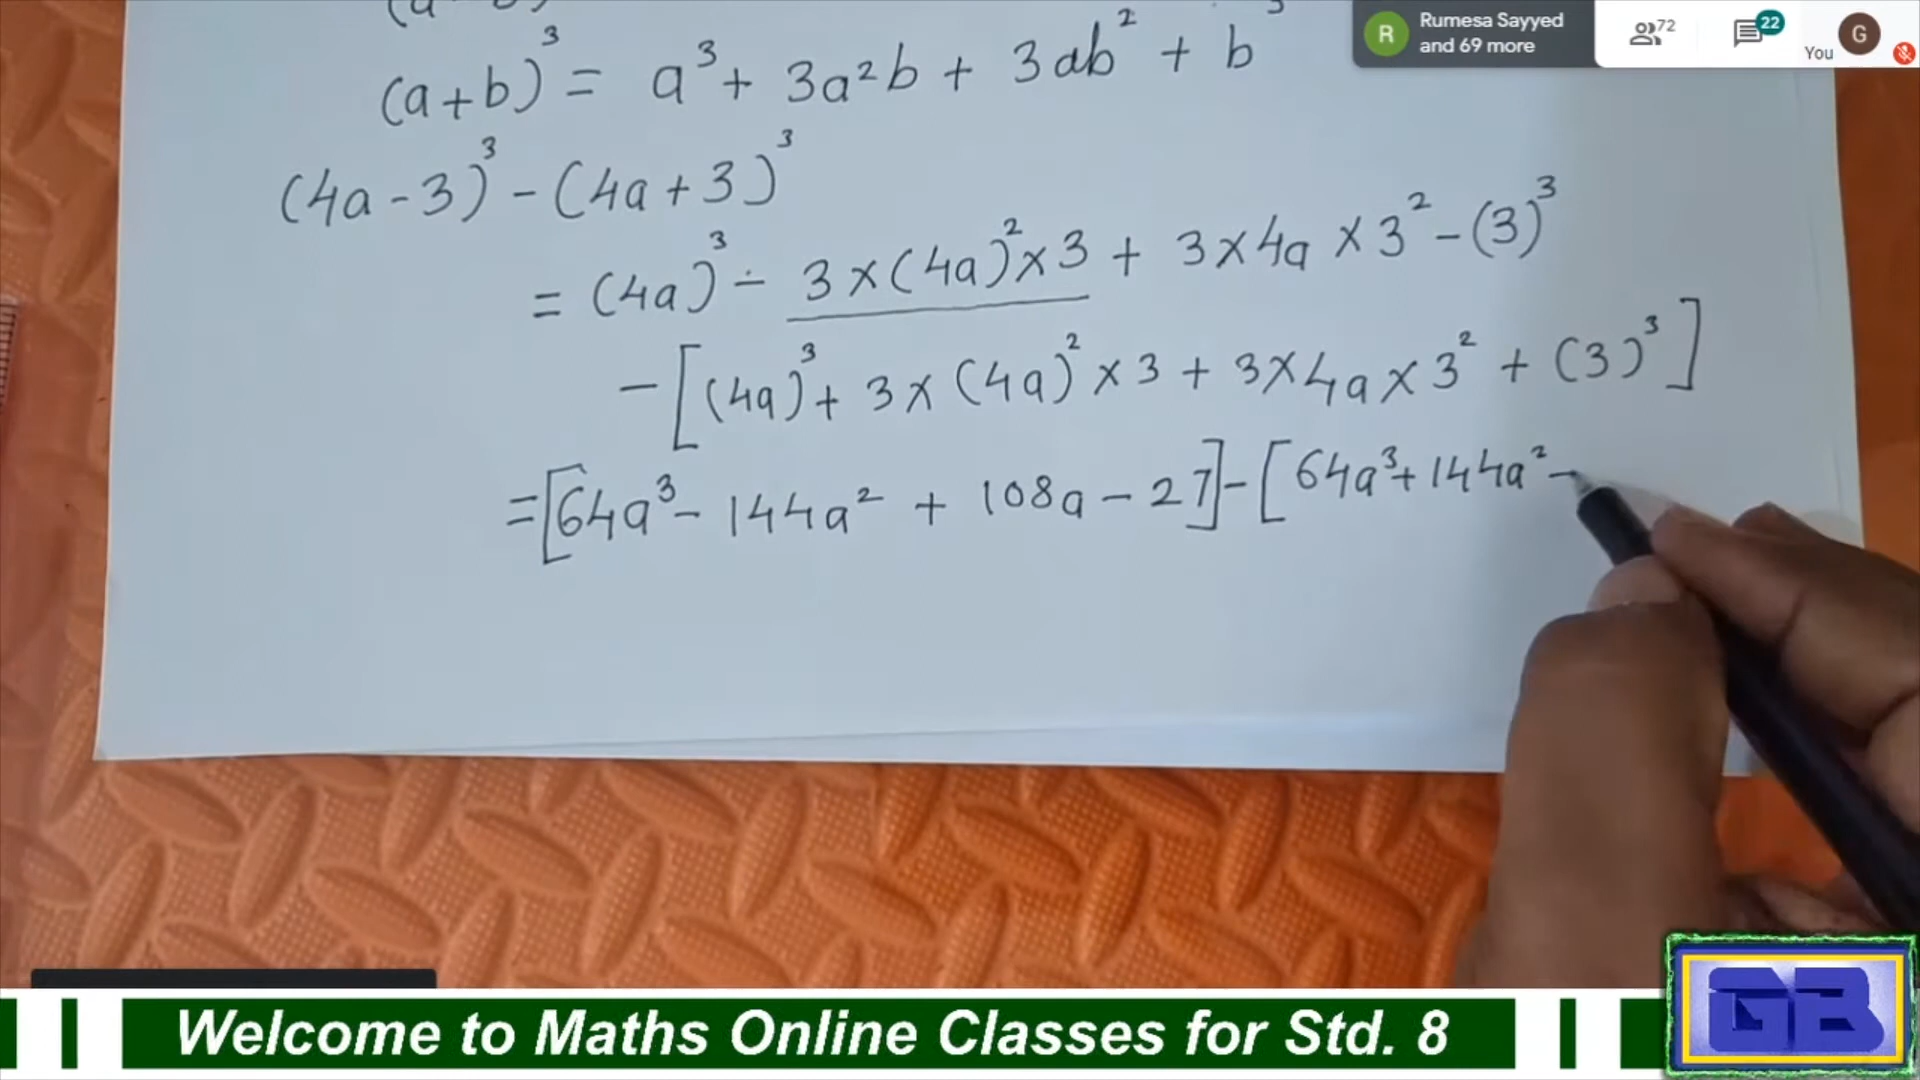 (a
(a+b)³ = a³ + 3a²b + 3ab² + b³
Rumesa Sayyed
and 69 more
R
72
22
You
G
(4a - 3)³ - (4a + 3)³
= (4a)³ - 3 × (4a)² × 3 + 3 × 4a × 3² - (3)³
- [(4a)³ + 3 × (4a)² × 3 + 3 × 4a × 3² + (3)³]
= [64a³ - 144a² + 108a - 27] - [64a³ + 144a² -
Welcome to Maths Online Classes for Std. 8
GB